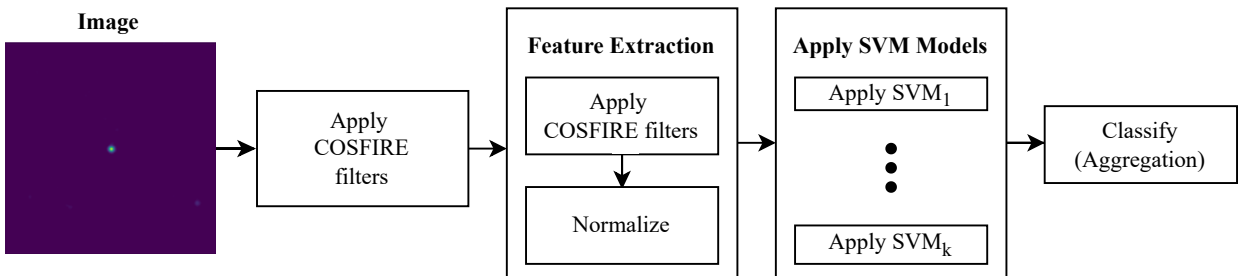 Image
Apply
COSFIRE
filters
Feature Extraction
Apply
COSFIRE filters
Normalize
Apply SVM Models
Apply SVM₁
Apply SVMₖ
Classify
(Aggregation)